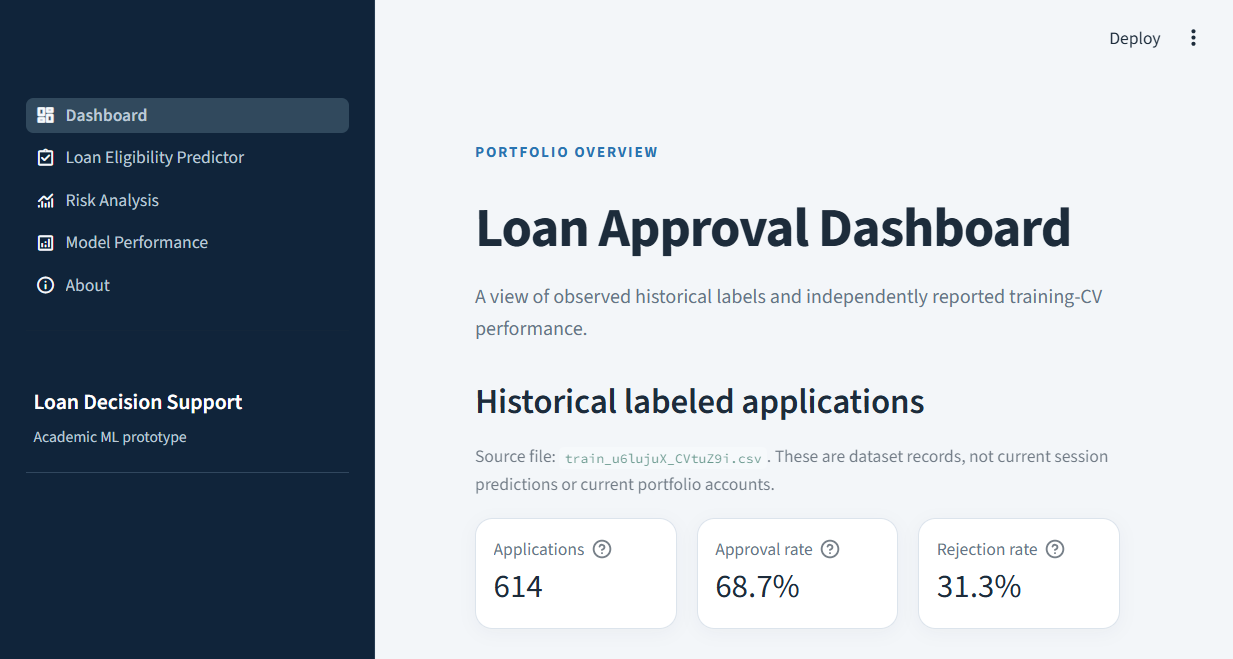 Deploy
Dashboard
Loan Eligibility Predictor
Risk Analysis
Model Performance
About
Loan Decision Support
Academic ML prototype
PORTFOLIO OVERVIEW
Loan Approval Dashboard
A view of observed historical labels and independently reported training-CV
performance.
Historical labeled applications
Source file: train_u6lujuX_CVtuZ9i.csv . These are dataset records, not current session
predictions or current portfolio accounts.
Applications
614
Approval rate
68.7%
Rejection rate
31.3%